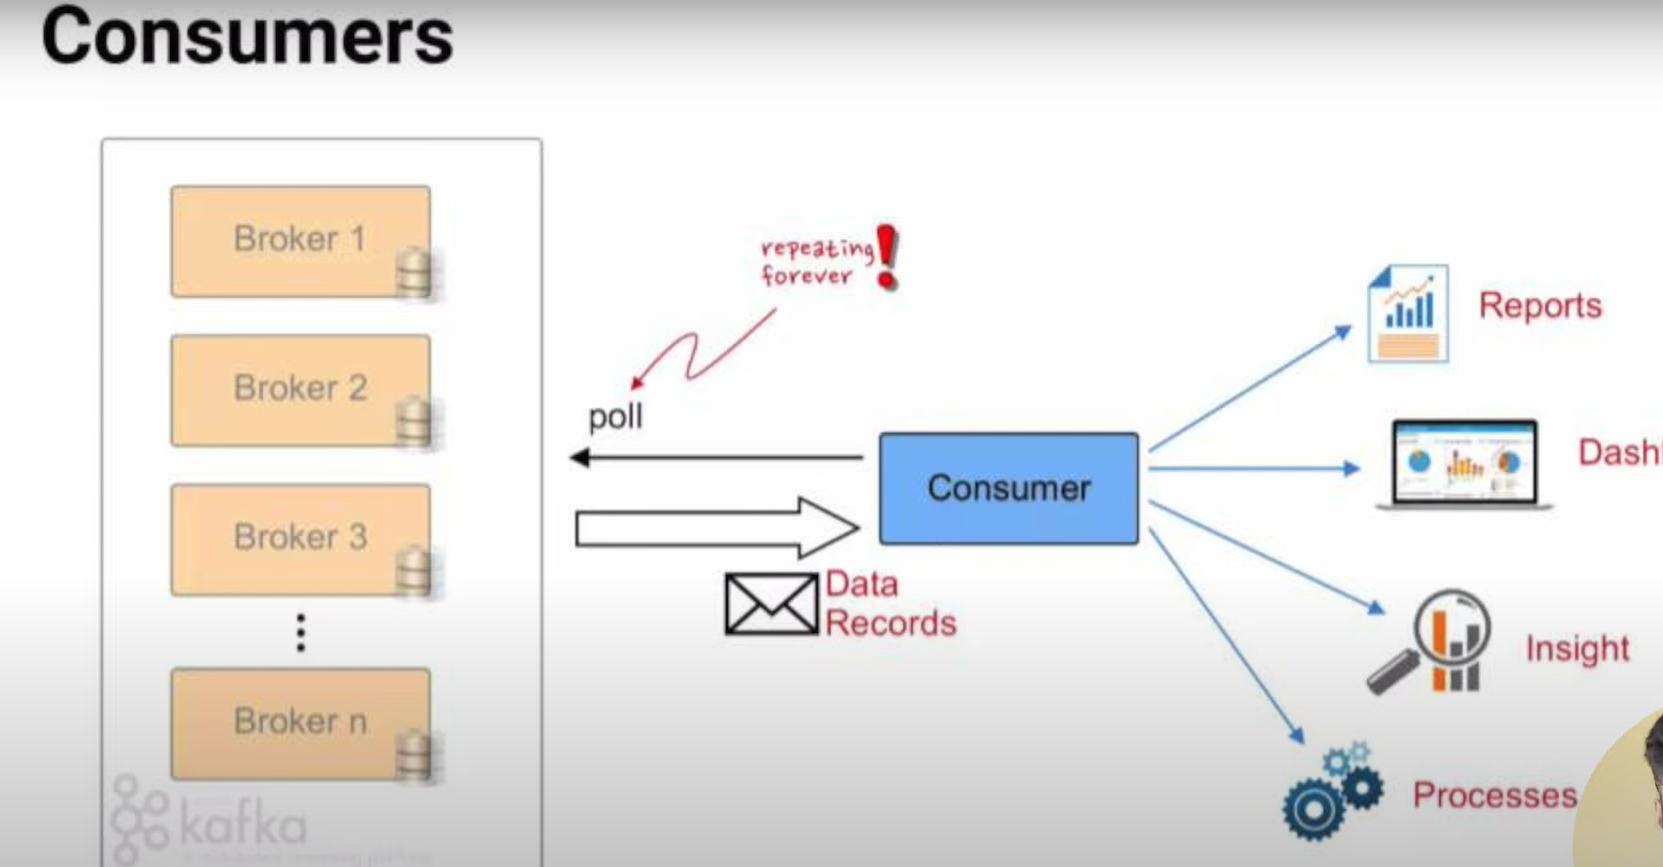 Consumers
Broker 1
Broker 2
Broker 3
Broker n
kafka
repeating
forever
poll
Consumer
Data
Records
Reports
Dash
Insight
Processes